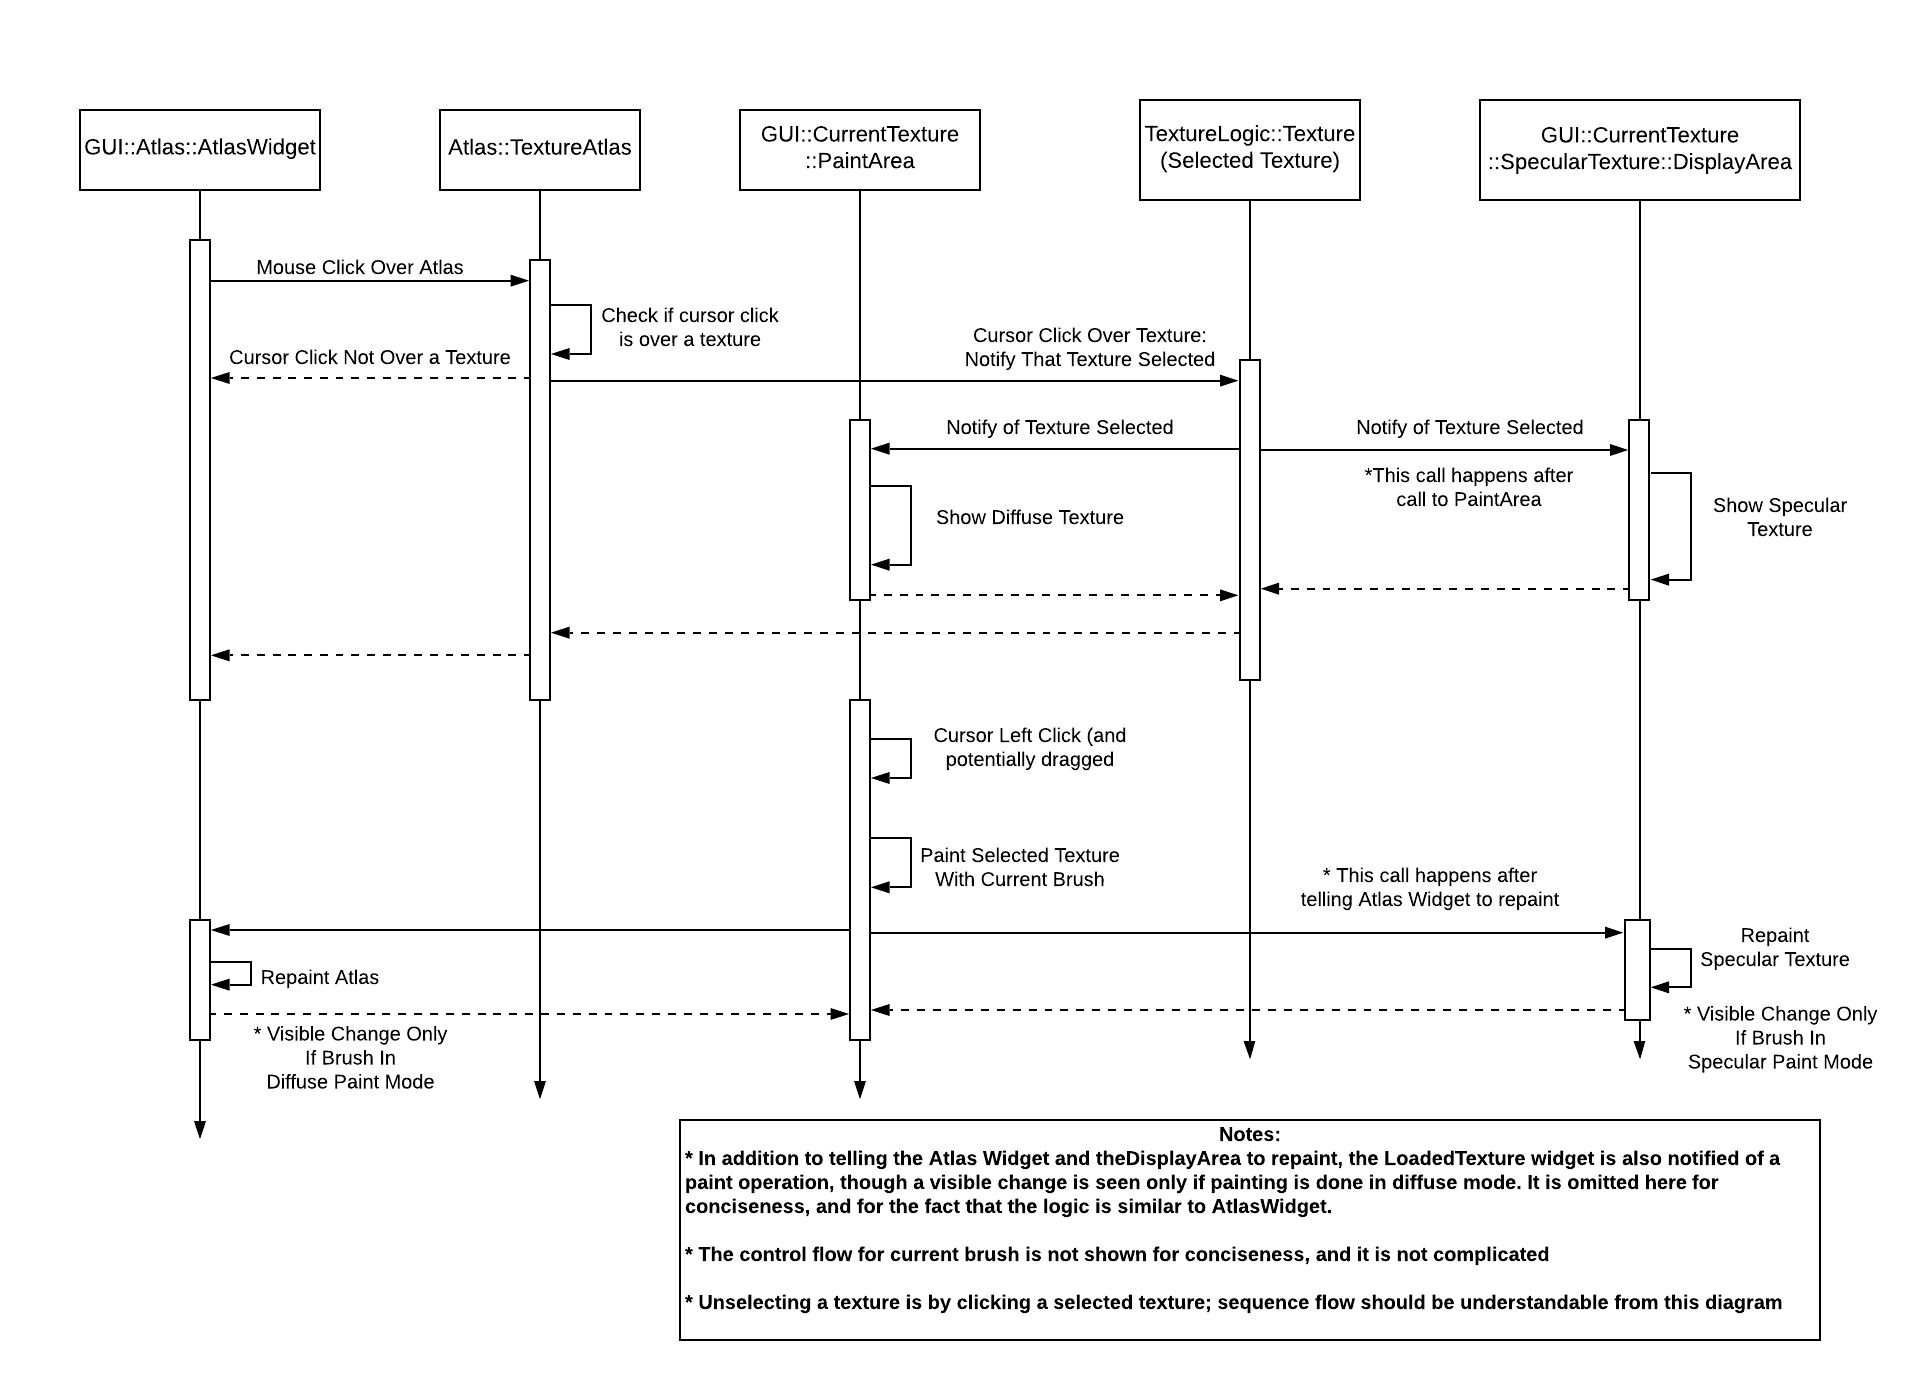 GUI::Atlas::AtlasWidget
Atlas::TextureAtlas
GUI::CurrentTexture
::PaintArea
TextureLogic::Texture
(Selected Texture)
GUI::CurrentTexture
::SpecularTexture::DisplayArea
Mouse Click Over Atlas
Check if cursor click
is over a texture
Cursor Click Not Over a Texture
Cursor Click Over Texture:
Notify That Texture Selected
Notify of Texture Selected
Notify of Texture Selected
*This call happens after
call to PaintArea
Show Diffuse Texture
Show Specular
Texture
Cursor Left Click (and
potentially dragged
Paint Selected Texture
With Current Brush
* This call happens after
telling Atlas Widget to repaint
Repaint
Specular Texture
Repaint Atlas
* Visible Change Only
If Brush In
Diffuse Paint Mode
* Visible Change Only
If Brush In
Specular Paint Mode
Notes:
* In addition to telling the Atlas Widget and theDisplayArea to repaint, the LoadedTexture widget is also notified of a
paint operation, though a visible change is seen only if painting is done in diffuse mode. It is omitted here for
conciseness, and for the fact that the logic is similar to AtlasWidget.
* The control flow for current brush is not shown for conciseness, and it is not complicated
* Unselecting a texture is by clicking a selected texture; sequence flow should be understandable from this diagram